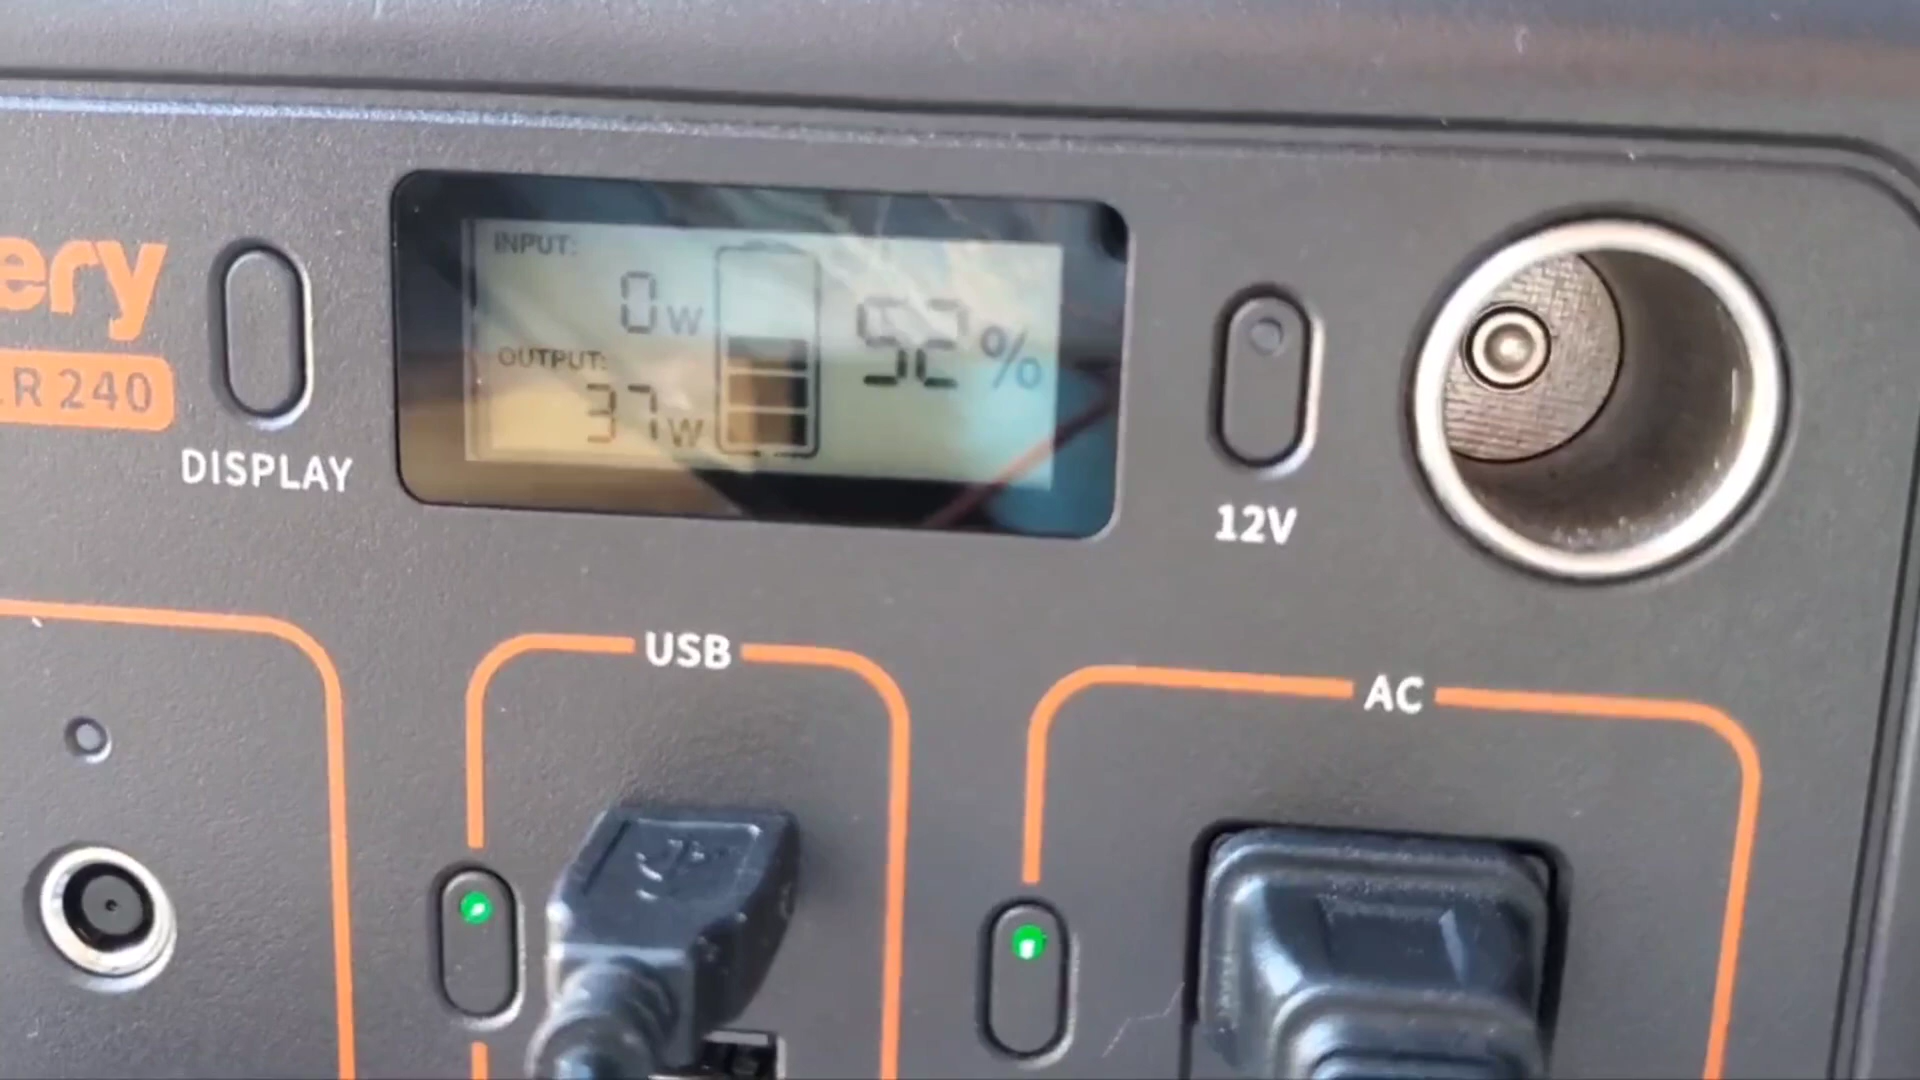 ery
R 240
DISPLAY
INPUT:
0 W
OUTPUT:
37 W
52 %
12V
USB
AC